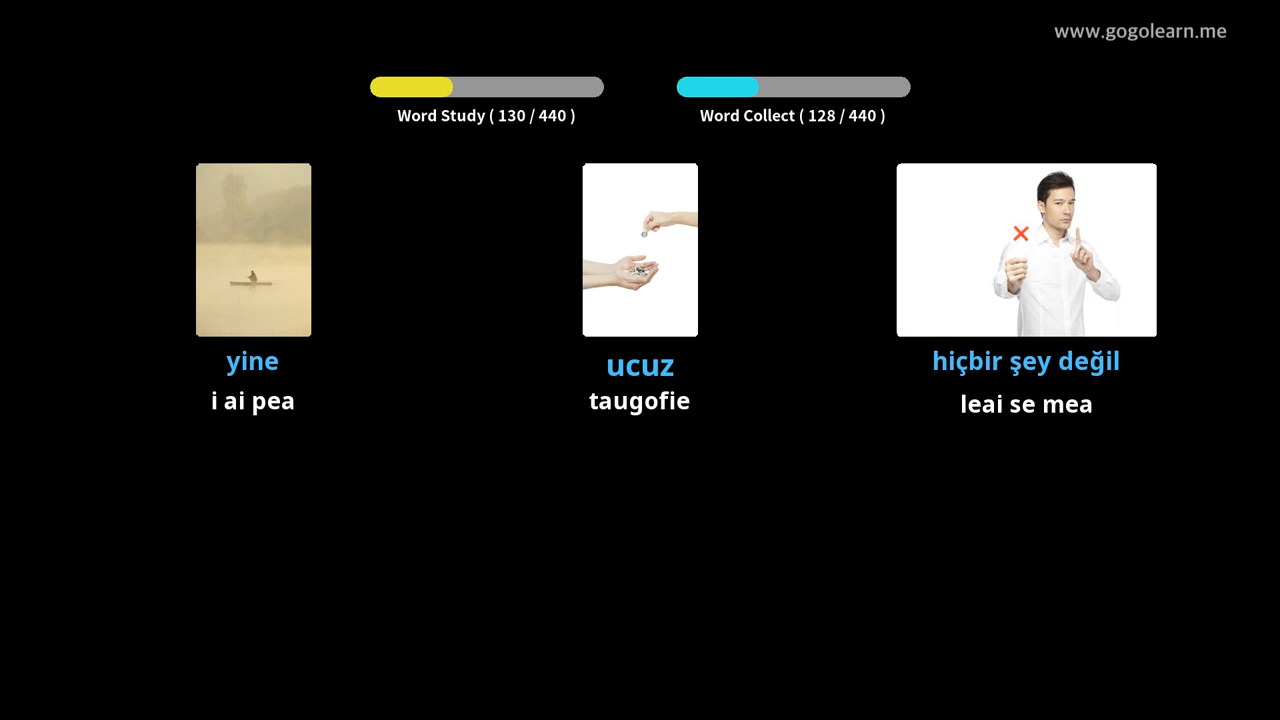 www.gogolearn.me
Word Study ( 130 / 440 )
Word Collect ( 128 / 440 )
yine
i ai pea
ucuz
taugofie
hiçbir şey değil
leai se mea